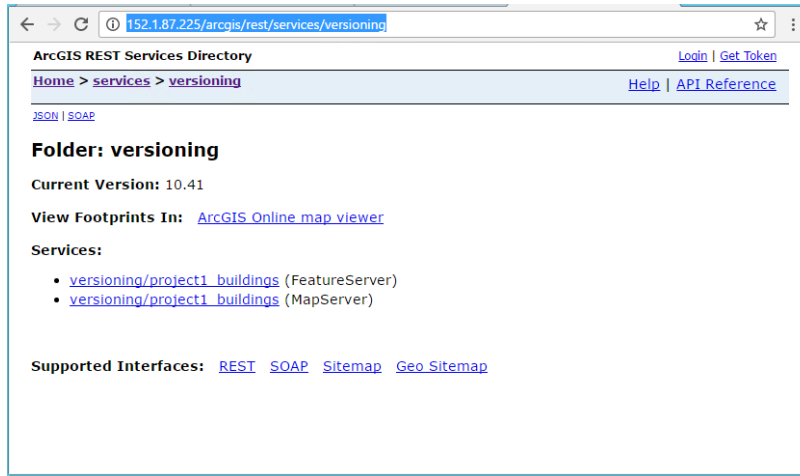 152.1.87.225/arcgis/rest/services/versioning
ArcGIS REST Services Directory
Login | Get Token
Home > services > versioning
Help | API Reference
JSON | SOAP
Folder: versioning
Current Version: 10.41
View Footprints In: ArcGIS Online map viewer
Services:
• versioning/project1_buildings (FeatureServer)
• versioning/project1_buildings (MapServer)
Supported Interfaces: REST SOAP Sitemap Geo Sitemap